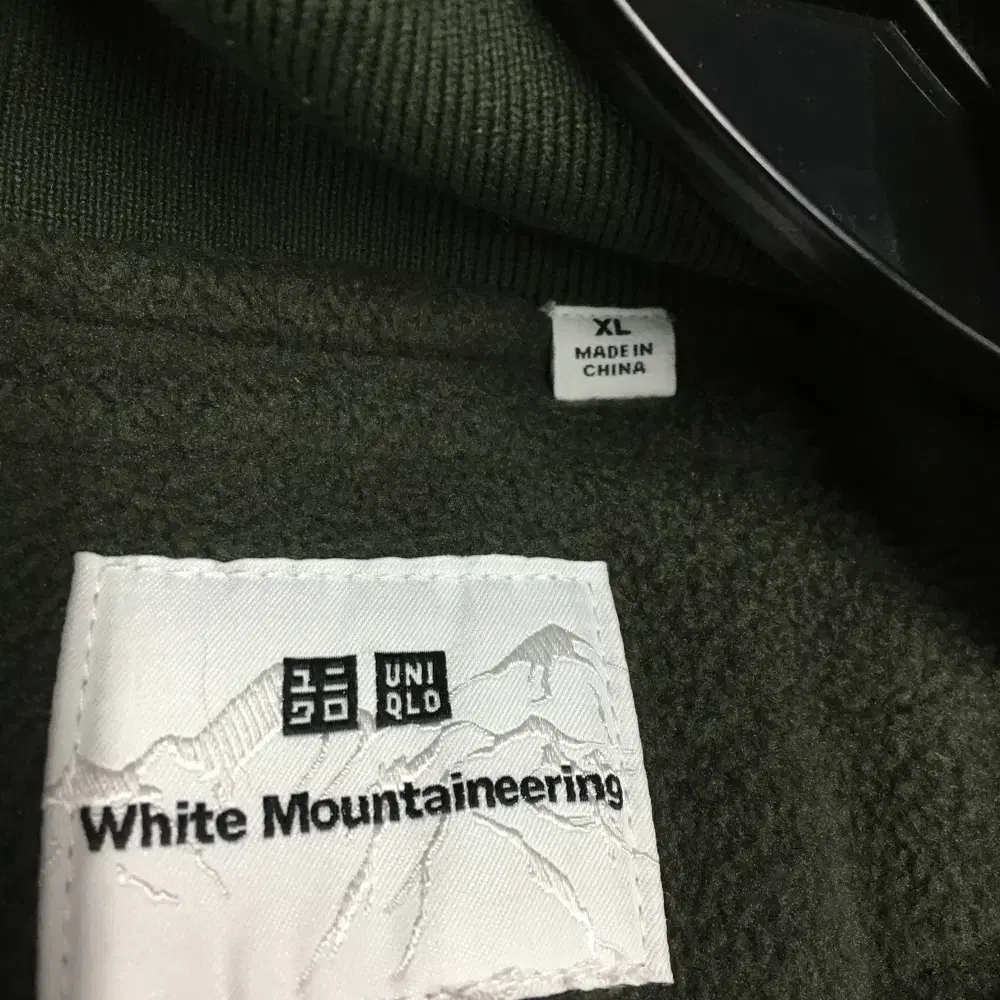 XL
MADE IN
CHINA
ユニ
クロ
UNI
QLO
White Mountaineering